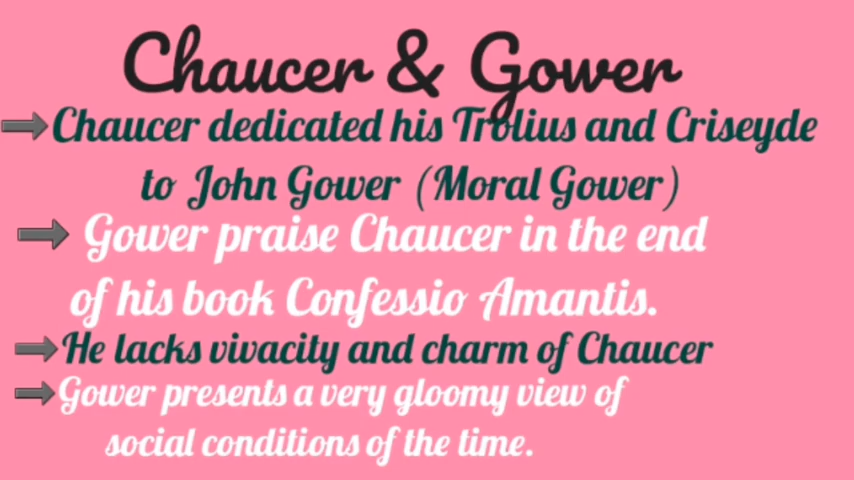 Chaucer & Gower
Chaucer dedicated his Trolius and Criseyde
to John Gower (Moral Gower)
Gower praise Chaucer in the end
of his book Confessio Amantis.
He lacks vivacity and charm of Chaucer
Gower presents a very gloomy view of
social conditions of the time.